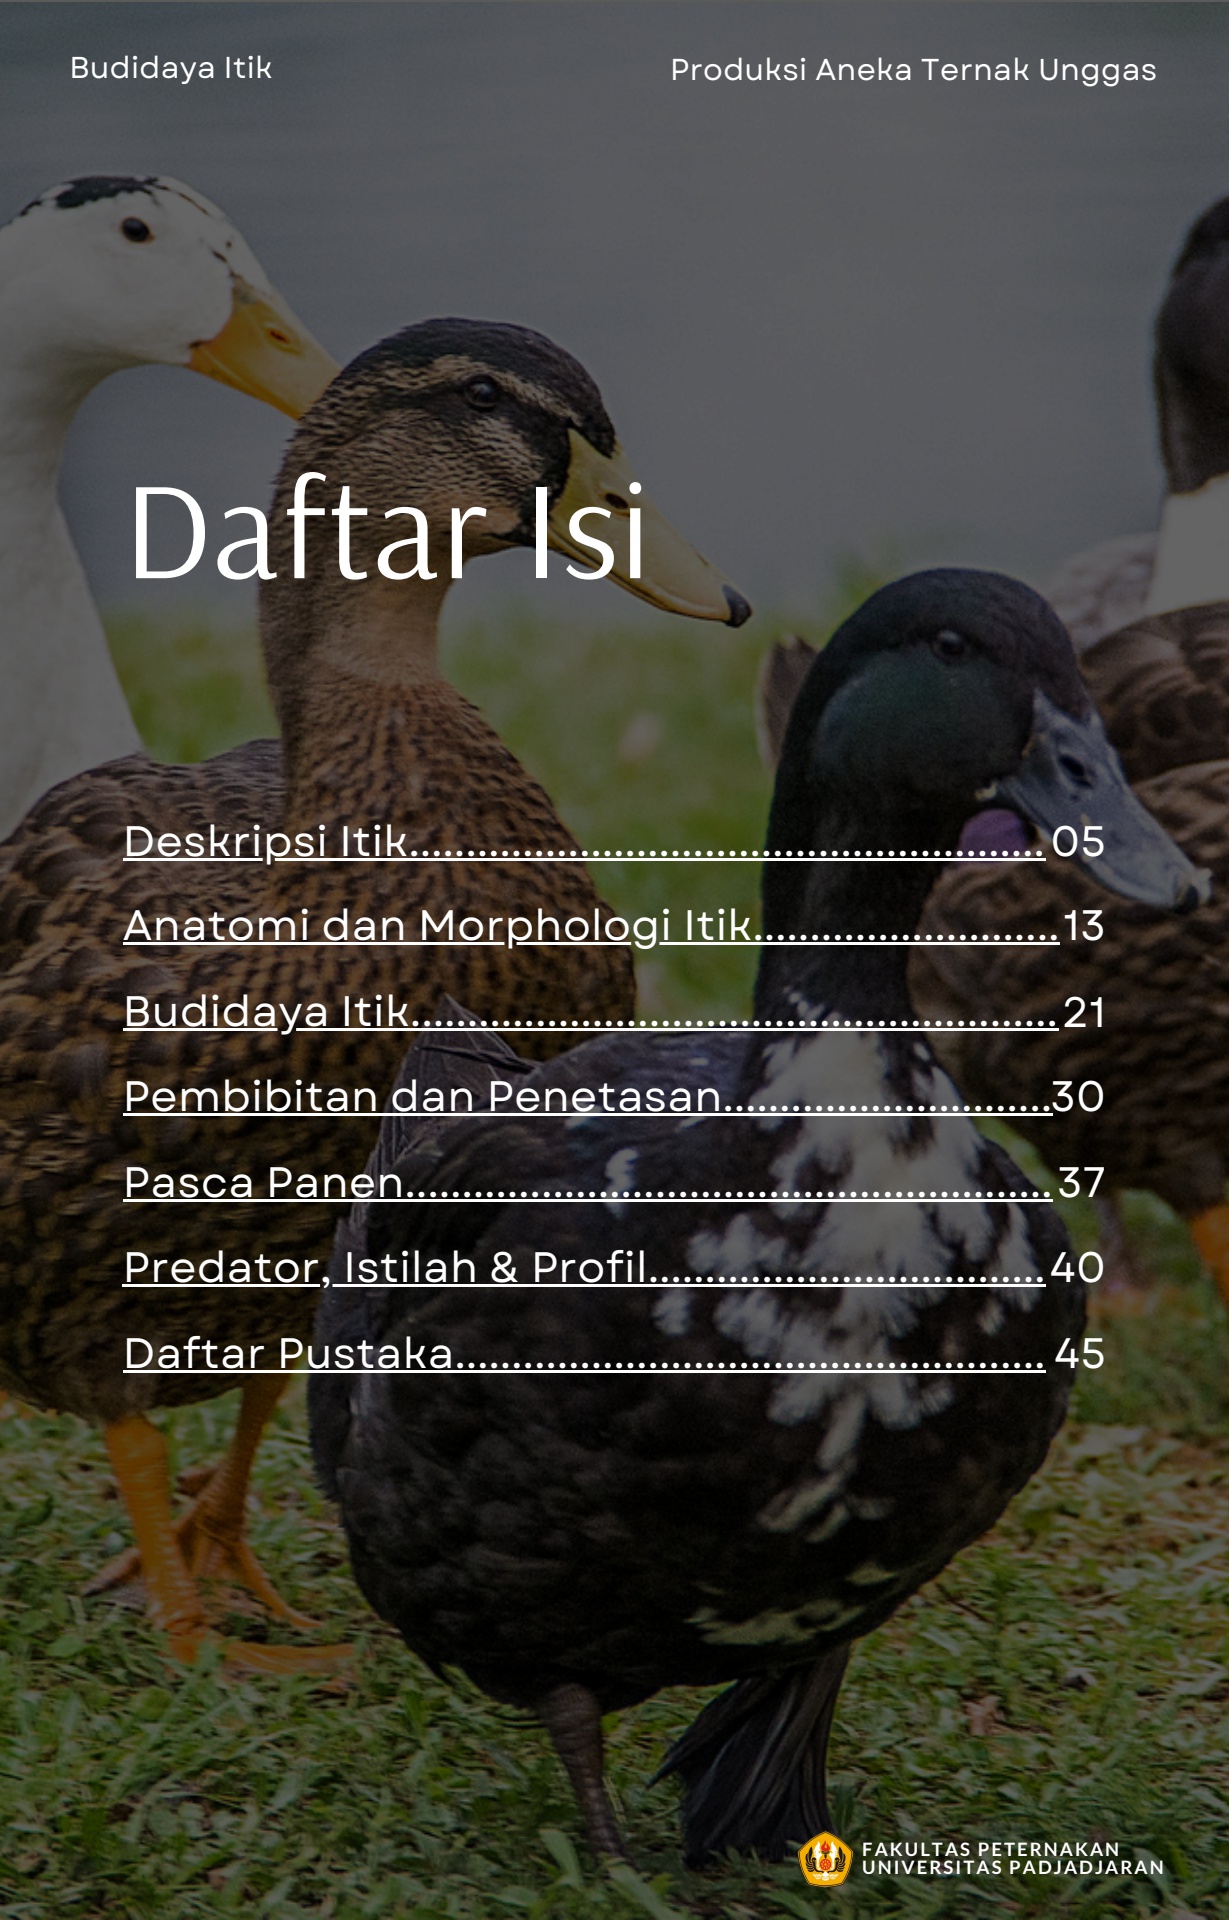 Budidaya Itik
Produksi Aneka Ternak Unggas
Daftar Isi
Deskripsi Itik........................................................ 05
Anatomi dan Morphologi Itik...........................13
Budidaya Itik.........................................................21
Pembibitan dan Penetasan.............................30
Pasca Panen.........................................................37
Predator, Istilah & Profil...................................40
Daftar Pustaka.................................................... 45
FAKULTAS PETERNAKAN
UNIVERSITAS PADJADJARAN